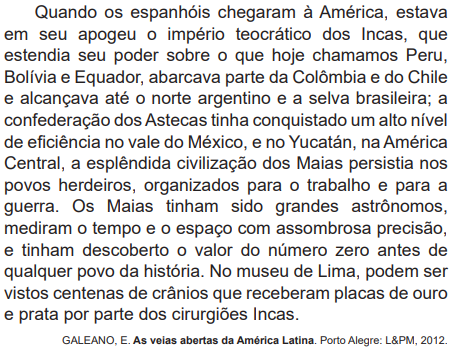 Quando os espanhóis chegaram à América, estava
em seu apogeu o império teocrático dos Incas, que
estendia seu poder sobre o que hoje chamamos Peru,
Bolívia e Equador, abarcava parte da Colômbia e do Chile
e alcançava até o norte argentino e a selva brasileira; a
confederação dos Astecas tinha conquistado um alto nível
de eficiência no vale do México, e no Yucatán, na América
Central, a esplêndida civilização dos Maias persistia nos
povos herdeiros, organizados para o trabalho e para a
guerra. Os Maias tinham sido grandes astrônomos,
mediram o tempo e o espaço com assombrosa precisão,
e tinham descoberto o valor do número zero antes de
qualquer povo da história. No museu de Lima, podem ser
vistos centenas de crânios que receberam placas de ouro
e prata por parte dos cirurgiões Incas.
GALEANO, E. As veias abertas da América Latina. Porto Alegre: L&PM, 2012.